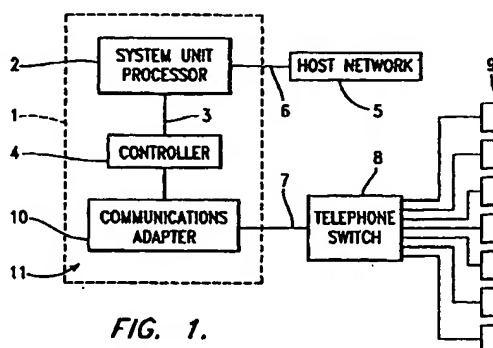 2
SYSTEM UNIT
PROCESSOR
HOST NETWORK
9
1
3
6
5
4
CONTROLLER
8
7
10
COMMUNICATIONS
ADAPTER
TELEPHONE
SWITCH
11
FIG. 1.